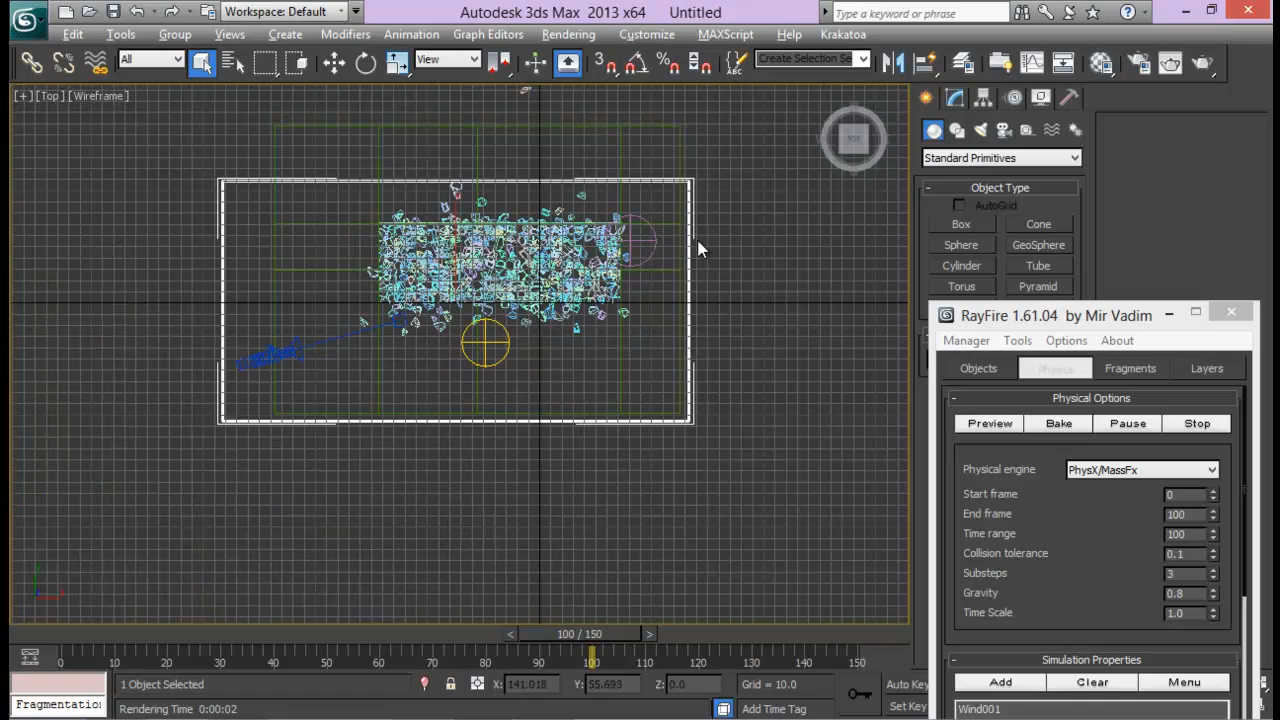 Workspace: Default
Autodesk 3ds Max 2013 x64 Untitled
Type a keyword or phrase
Edit Tools Group Views Create Modifiers Animation Graph Editors Rendering Customize MAXScript Help Krakatoa
All
View
Create Selection Se
[+] [Top] [Wireframe]
TOP
Standard Primitives
- Object Type
AutoGrid
Box Cone
Sphere GeoSphere
Cylinder Tube
Torus Pyramid
RayFire 1.61.04 by Mir Vadim
Manager Tools Options About
Objects Physics Fragments Layers
- Physical Options
Preview Bake Pause Stop
Physical engine PhysX/MassFx
Start frame 0
End frame 100
Time range 100
Collision tolerance 0.1
Substeps 3
Gravity 0.8
Time Scale 1.0
- Simulation Properties
Add Clear Menu
Wind001
< 100 / 150 >
0 10 20 30 40 50 60 70 80 90 100 110 120 130 140 150
1 Object Selected
X: 141.018 Y: 55.693 Z: 0.0
Grid = 10.0
Auto Key
Fragmentation
Rendering Time 0:00:02
Add Time Tag
Set Key